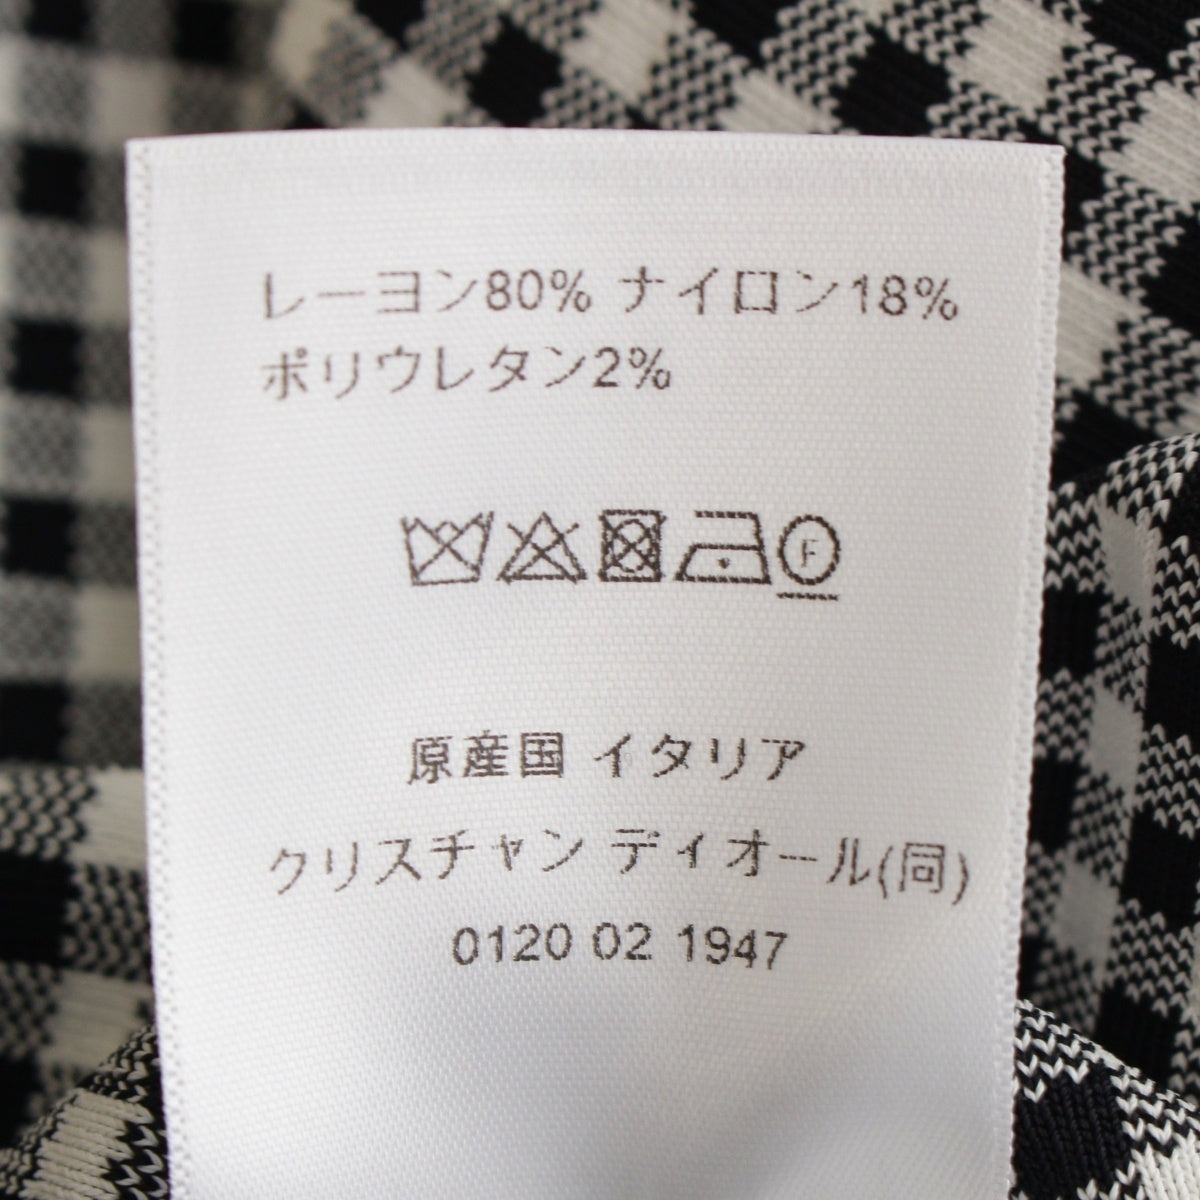 レーヨン80% ナイロン18%
ポリウレタン2%
F
原産国 イタリア
クリスチャン ディオール(同)
0120 02 1947